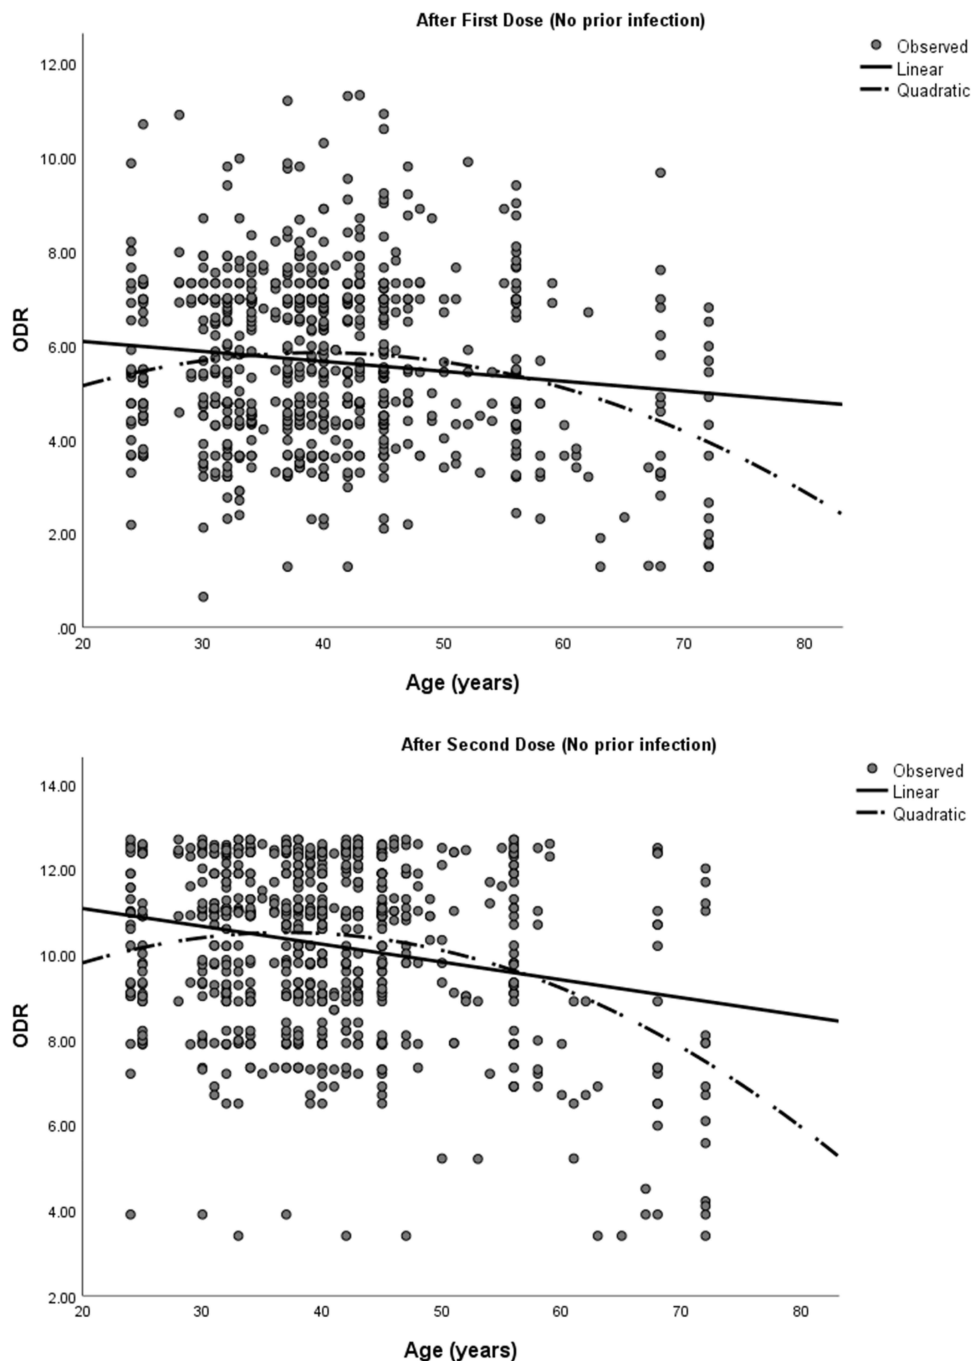 After First Dose (No prior infection)
Observed
Linear
Quadratic
12.00
10.00
8.00
6.00
4.00
2.00
.00
ODR
20 30 40 50 60 70 80
Age (years)
After Second Dose (No prior infection)
Observed
Linear
Quadratic
14.00
12.00
10.00
8.00
6.00
4.00
2.00
ODR
20 30 40 50 60 70 80
Age (years)